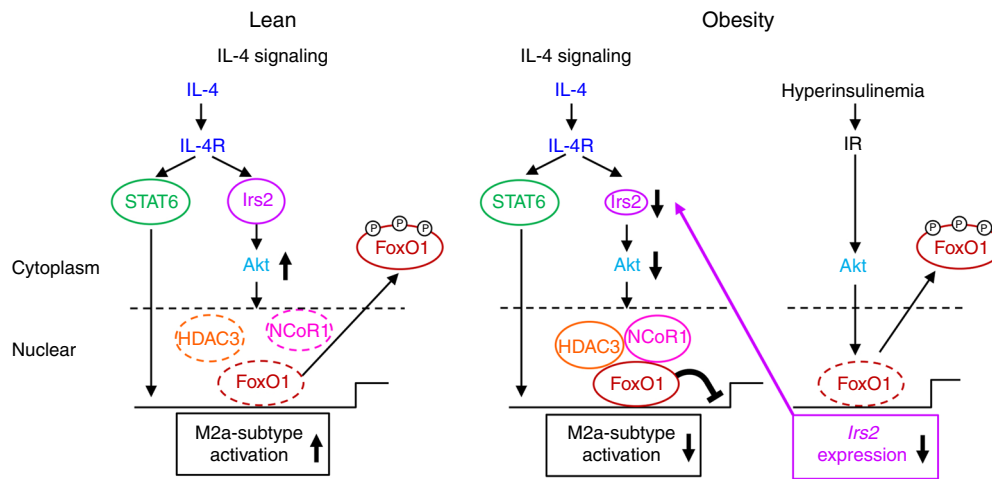 Lean
Obesity
IL-4 signaling
IL-4
IL-4R
STAT6
Irs2
Akt
P P P
FoxO1
Cytoplasm
Nuclear
HDAC3
NCoR1
FoxO1
M2a-subtype
activation
IL-4 signaling
IL-4
IL-4R
STAT6
Irs2
Akt
HDAC3
NCoR1
FoxO1
M2a-subtype
activation
Hyperinsulinemia
IR
Akt
P P P
FoxO1
FoxO1
Irs2
expression